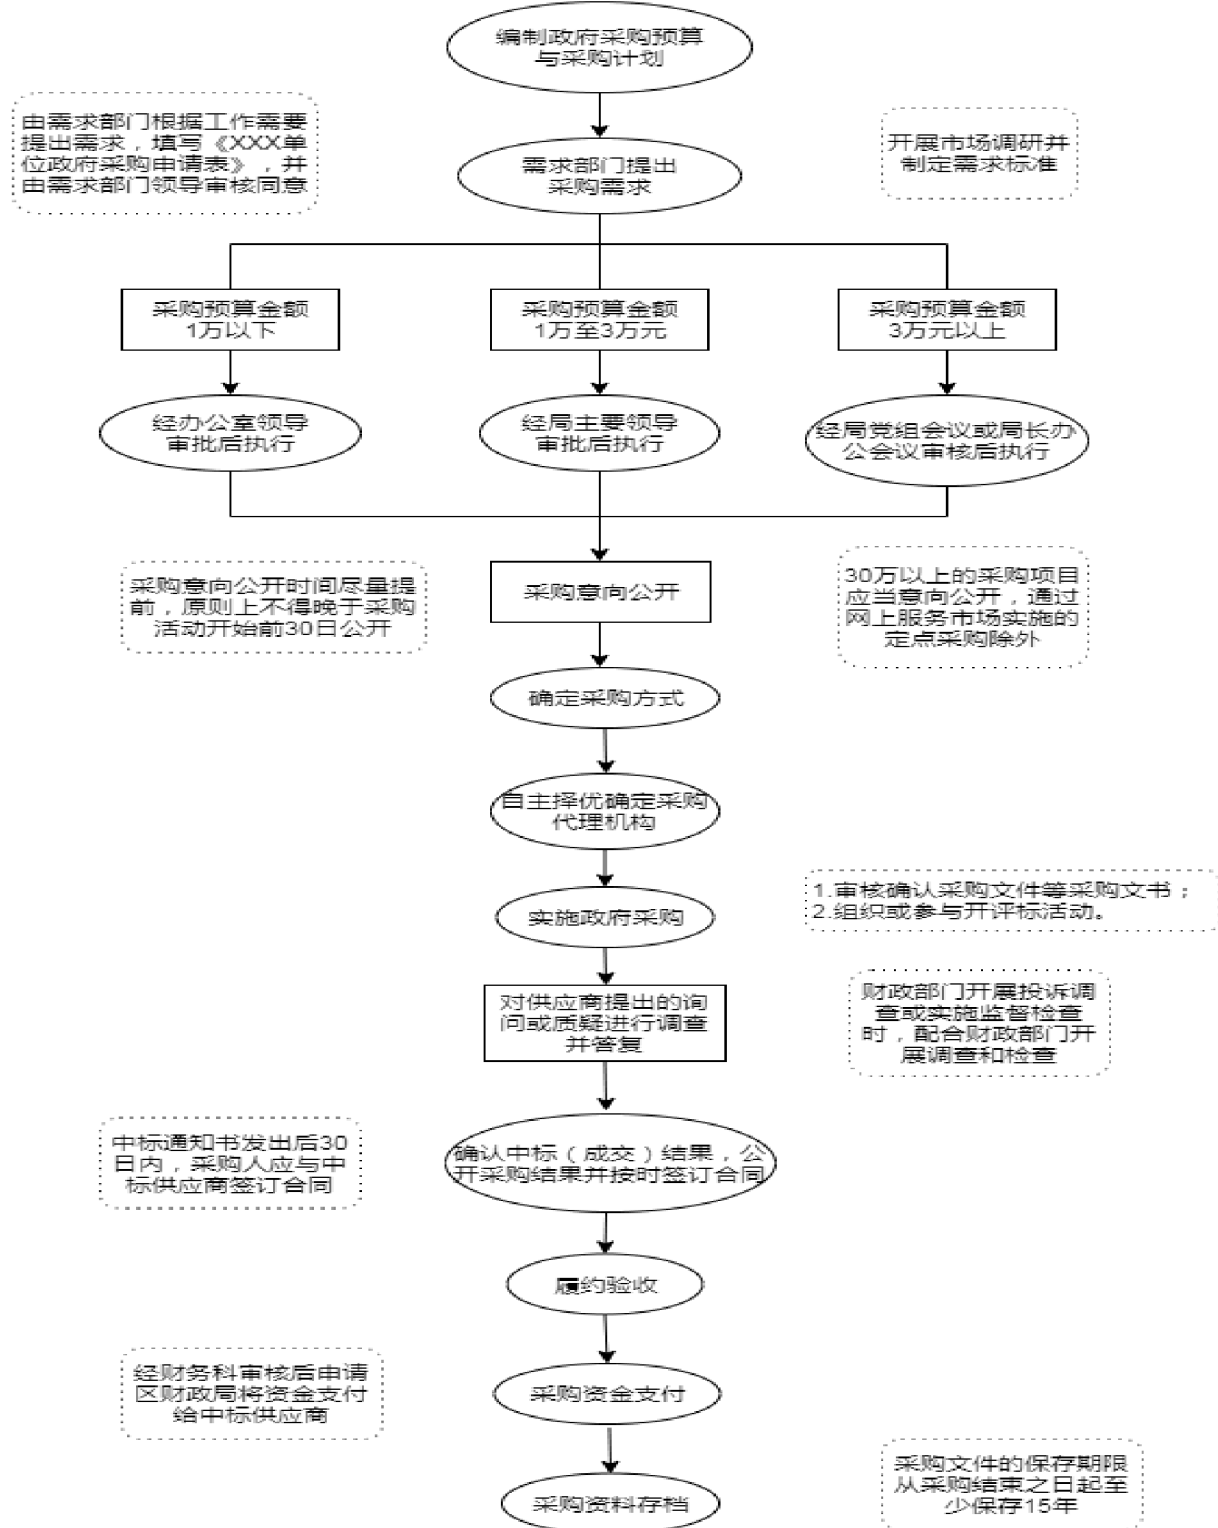 编制政府采购预算
与采购计划
由需求部门根据工作需要
提出需求，填写《XXX单
位政府采购申请表》，并
由需求部门领导审核同意
需求部门提出
采购需求
开展市场调研并
制定需求标准
采购预算金额
1万以下
采购预算金额
1万至3万元
采购预算金额
3万元以上
经办公室领导
审批后执行
经局主要领导
审批后执行
经局党组会议或局长办
公会议审核后执行
采购意向公开时间尽量提
前，原则上不得晚于采购
活动开始前30日公开
采购意向公开
30万以上的采购项目
应当意向公开，通过
网上服务市场实施的
定点采购除外
确定采购方式
自主择优确定采购
代理机构
实施政府采购
1.审核确认采购文件等采购文书；
2.组织或参与开评标活动。
对供应商提出的询
问或质疑进行调查
并答复
财政部门开展投诉调
查或实施监督检查
时，配合财政部门开
展调查和检查
中标通知书发出后30
日内，采购人应与中
标供应商签订合同
确认中标（成交）结果，公
开采购结果并按时签订合同
履约验收
经财务科审核后申请
区财政局将资金支付
给中标供应商
采购资金支付
采购文件的保存期限
从采购结束之日起至
少保存15年
采购资料存档